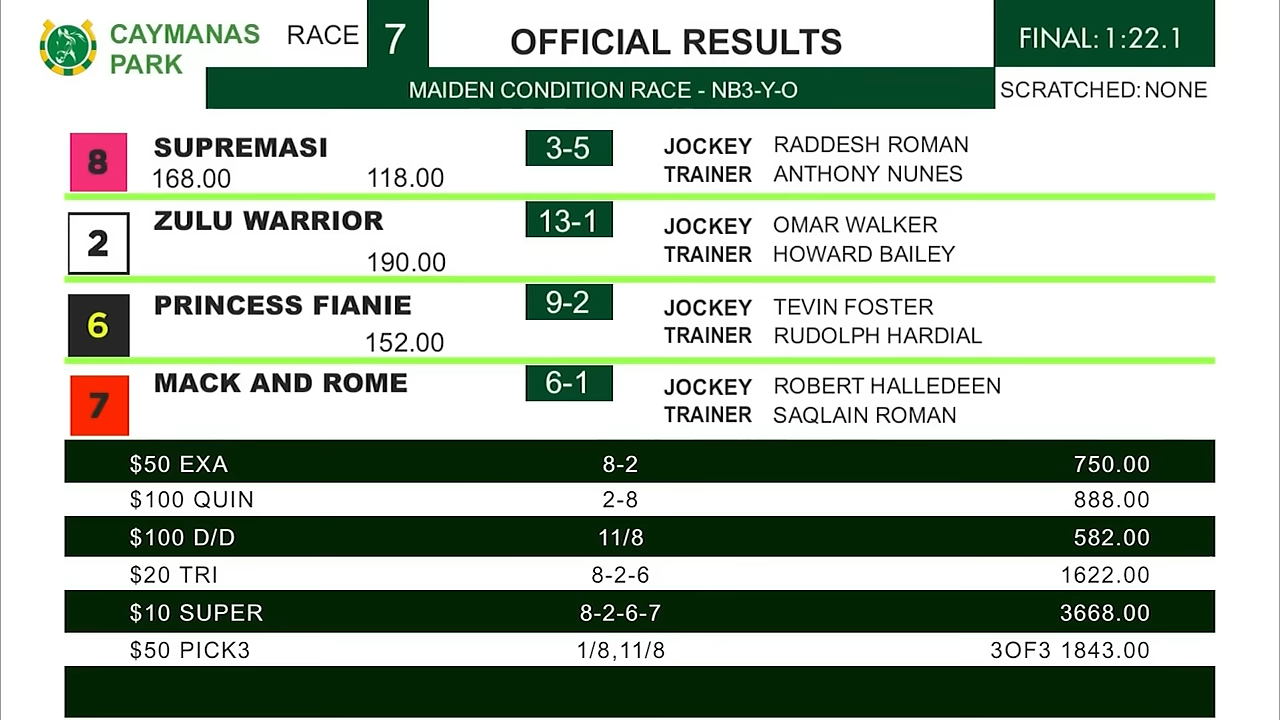 CAYMANAS PARK
RACE 7
OFFICIAL RESULTS
FINAL: 1:22.1
MAIDEN CONDITION RACE - NB3-Y-O
SCRATCHED: NONE
8 SUPREMASI 3-5 JOCKEY RADDESH ROMAN
168.00 118.00 TRAINER ANTHONY NUNES
2 ZULU WARRIOR 13-1 JOCKEY OMAR WALKER
190.00 TRAINER HOWARD BAILEY
6 PRINCESS FIANIE 9-2 JOCKEY TEVIN FOSTER
152.00 TRAINER RUDOLPH HARDIAL
7 MACK AND ROME 6-1 JOCKEY ROBERT HALLEDEEN
TRAINER SAQLAIN ROMAN
$50 EXA 8-2 750.00
$100 QUIN 2-8 888.00
$100 D/D 11/8 582.00
$20 TRI 8-2-6 1622.00
$10 SUPER 8-2-6-7 3668.00
$50 PICK3 1/8,11/8 3OF3 1843.00